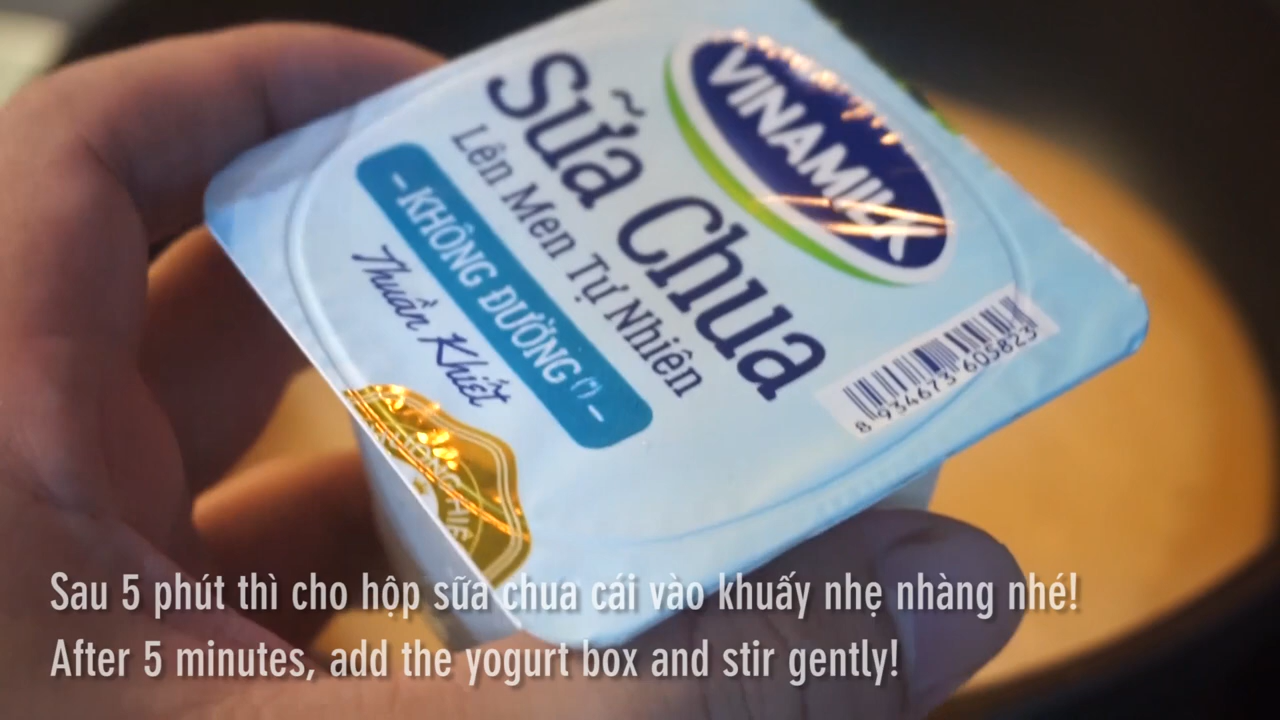 VINAMILK
Sữa Chua
Lên Men Tự Nhiên
- KHÔNG ĐƯỜNG (*) -
Thuần Khiết
8 934673 605823
Sau 5 phút thì cho hộp sữa chua cái vào khuấy nhẹ nhàng nhé!
After 5 minutes, add the yogurt box and stir gently!